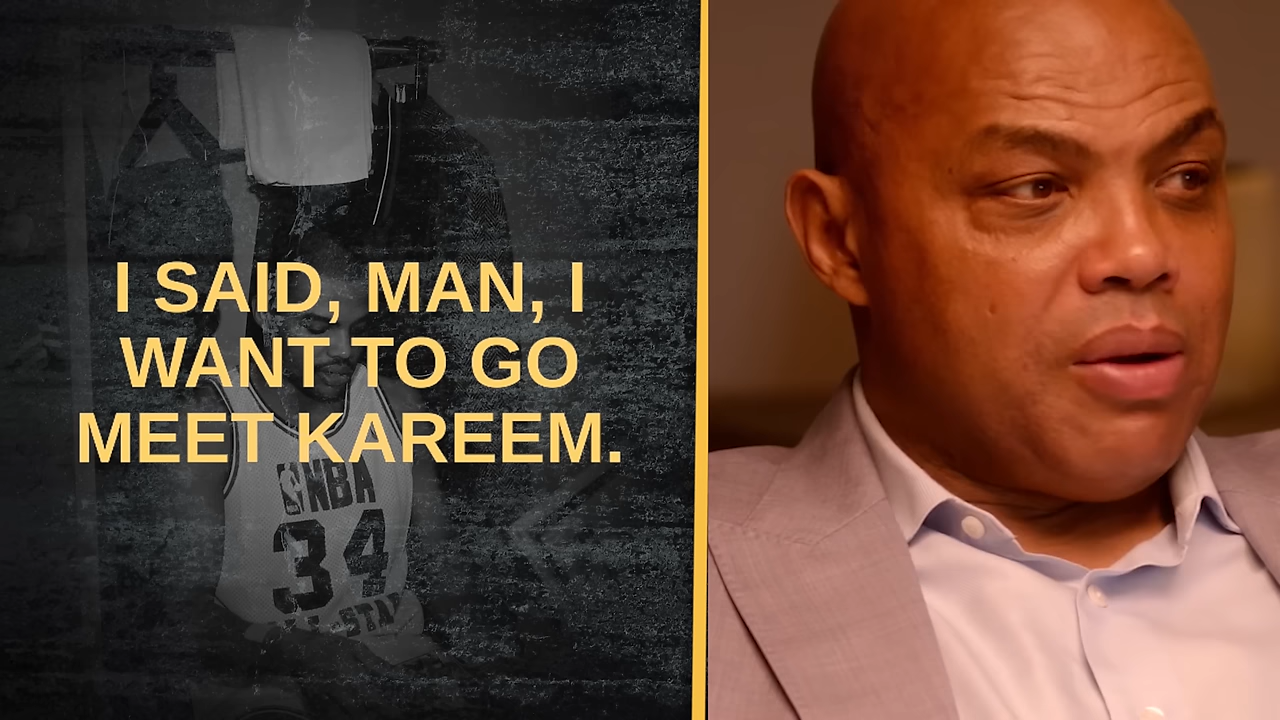 I SAID, MAN, I
WANT TO GO
MEET KAREEM.
NBA
34